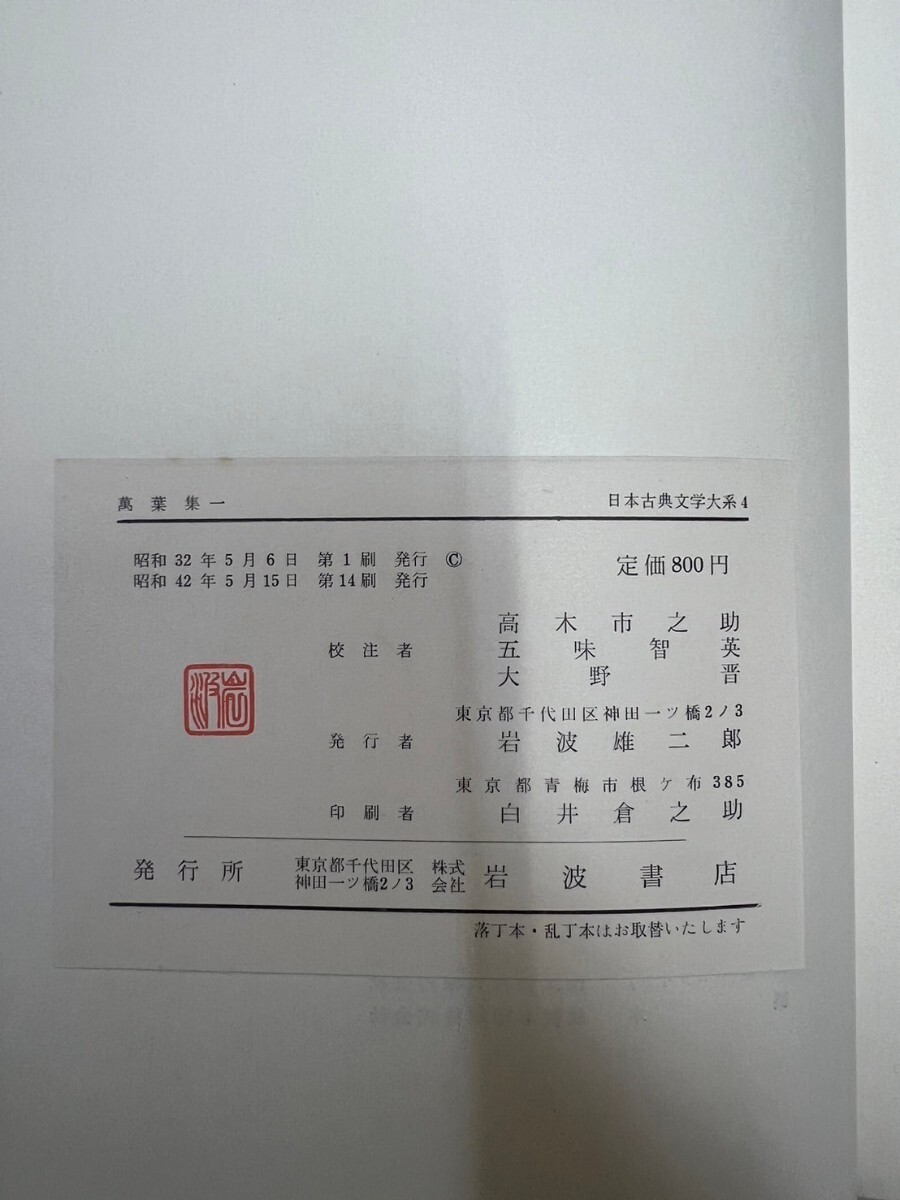 萬葉集一
日本古典文学大系4
昭和32年5月6日 第1刷 発行 ©
昭和42年5月15日 第14刷 発行
定価800円
校注者
高木市之助
五味智英
大野晋
東京都千代田区神田一ツ橋2ノ3
発行者 岩波雄二郎
東京都青梅市根ケ布385
印刷者 白井倉之助
発行所 東京都千代田区神田一ツ橋2ノ3 株式会社 岩波書店
落丁本・乱丁本はお取替いたします
岩波